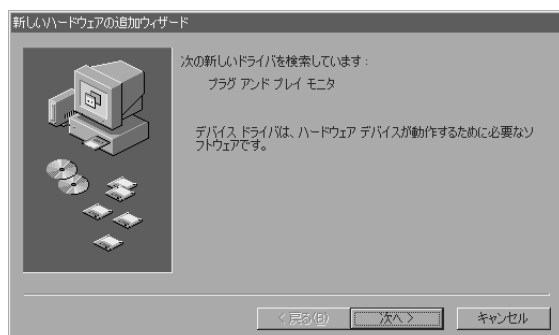 新しいハードウェアの追加ウィザード
次の新しいドライバを検索しています：
プラグ アンド プレイ モニタ
デバイス ドライバは、ハードウェア デバイスが動作するために必要なソ
フトウェアです。
< 戻る(B)
次へ >
キャンセル